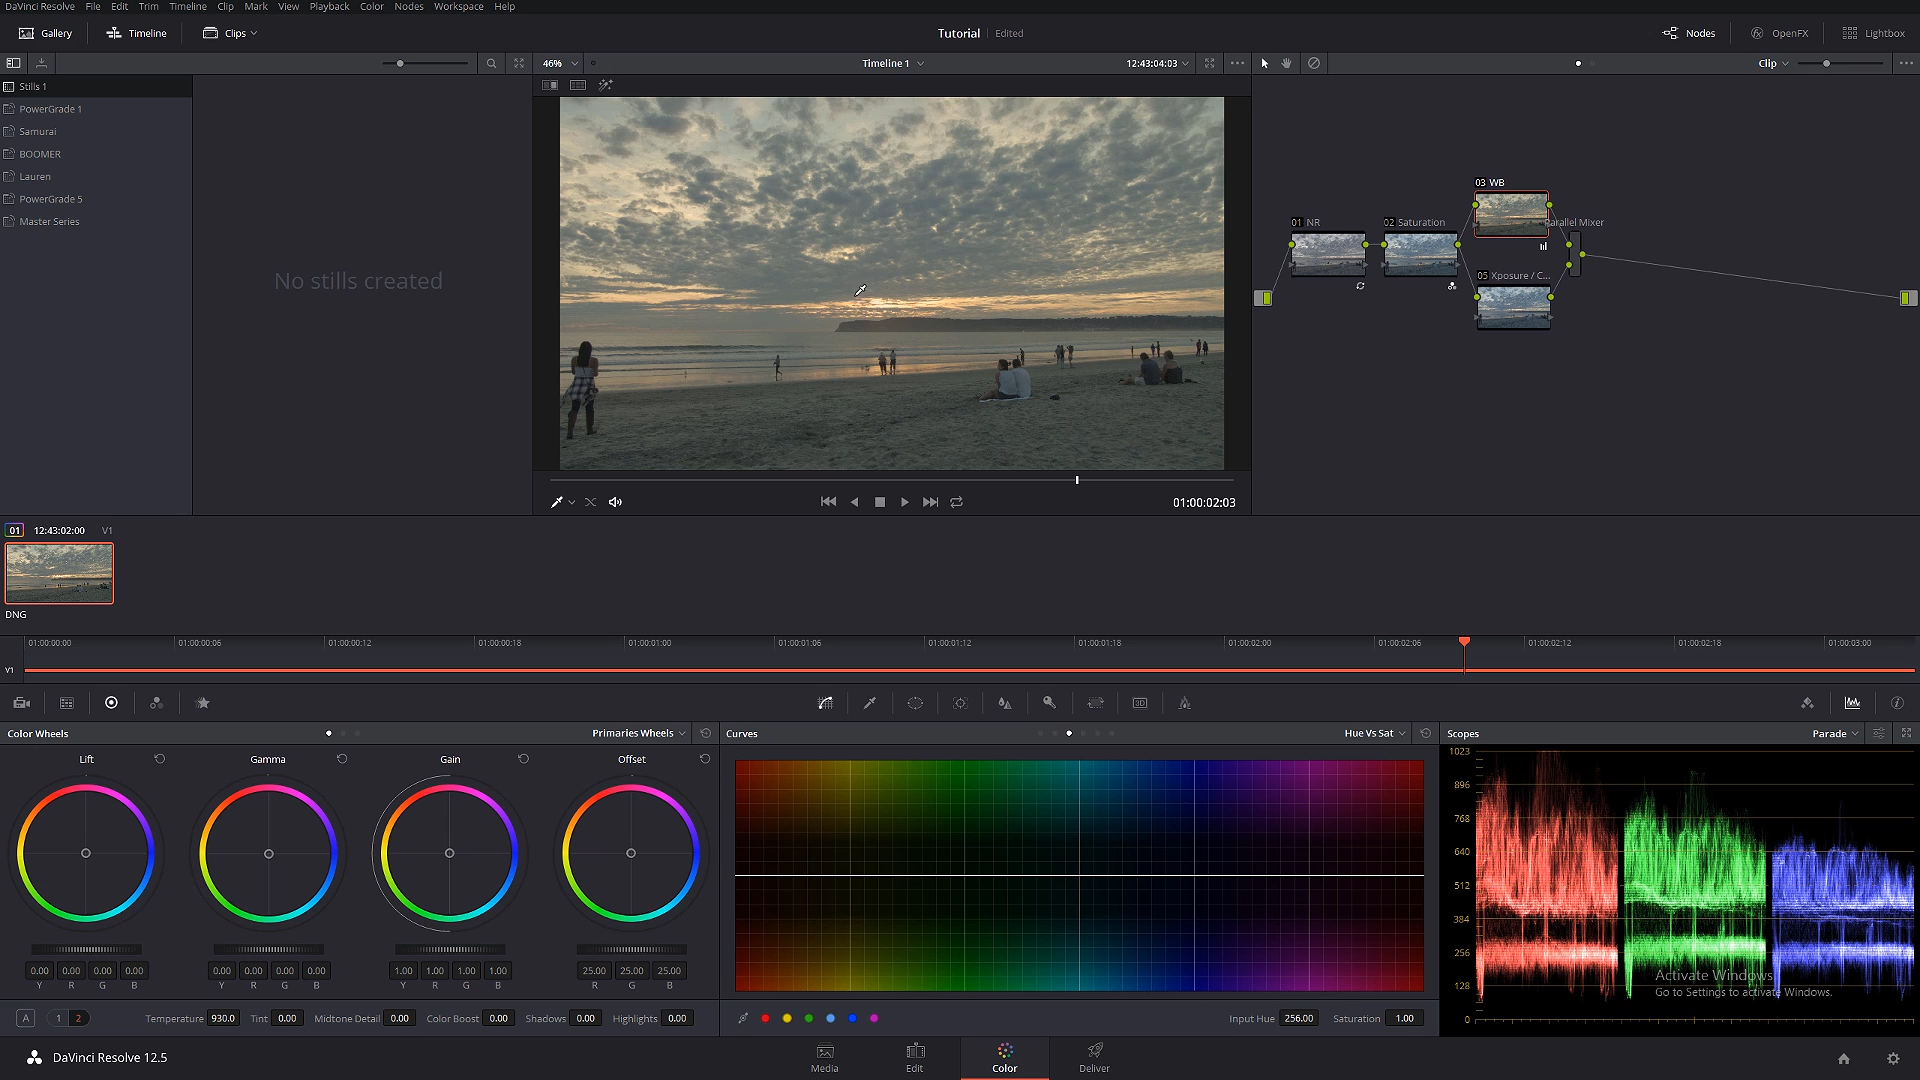 DaVinci Resolve File Edit Trim Timeline Clip Mark View Playback Color Nodes Workspace Help
Gallery Timeline Clips Tutorial Edited Nodes OpenFX Lightbox
46% Timeline 1 12:43:04:03 Clip
Stills 1
PowerGrade 1
Samurai
BOOMER
Lauren
PowerGrade 5
Master Series
No stills created
01:00:02:03
03 WB
01 NR 02 Saturation Parallel Mixer
05 Xposure / C...
01 12:43:02:00 V1
DNG
01:00:00:00 01:00:00:06 01:00:00:12 01:00:00:18 01:00:01:00 01:00:01:06 01:00:01:12 01:00:01:18 01:00:02:00 01:00:02:06 01:00:02:12 01:00:02:18 01:00:03:00
V1
Color Wheels Primaries Wheels Curves Hue Vs Sat Scopes Parade
Lift Gamma Gain Offset
0.00 0.00 0.00 0.00 0.00 0.00 0.00 0.00 1.00 1.00 1.00 1.00 25.00 25.00 25.00
Y R G B Y R G B Y R G B R G B
1023
896
768
640
512
384
256
128
0
Activate Windows
Go to Settings to activate Windows.
A 1 2 Temperature 930.0 Tint 0.00 Midtone Detail 0.00 Color Boost 0.00 Shadows 0.00 Highlights 0.00 Input Hue 256.00 Saturation 1.00
DaVinci Resolve 12.5 Media Edit Color Deliver
3D